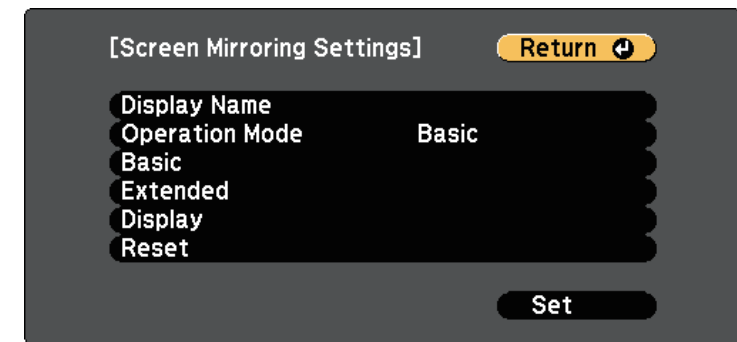 [Screen Mirroring Settings] Return
Display Name
Operation Mode Basic
Basic
Extended
Display
Reset
Set